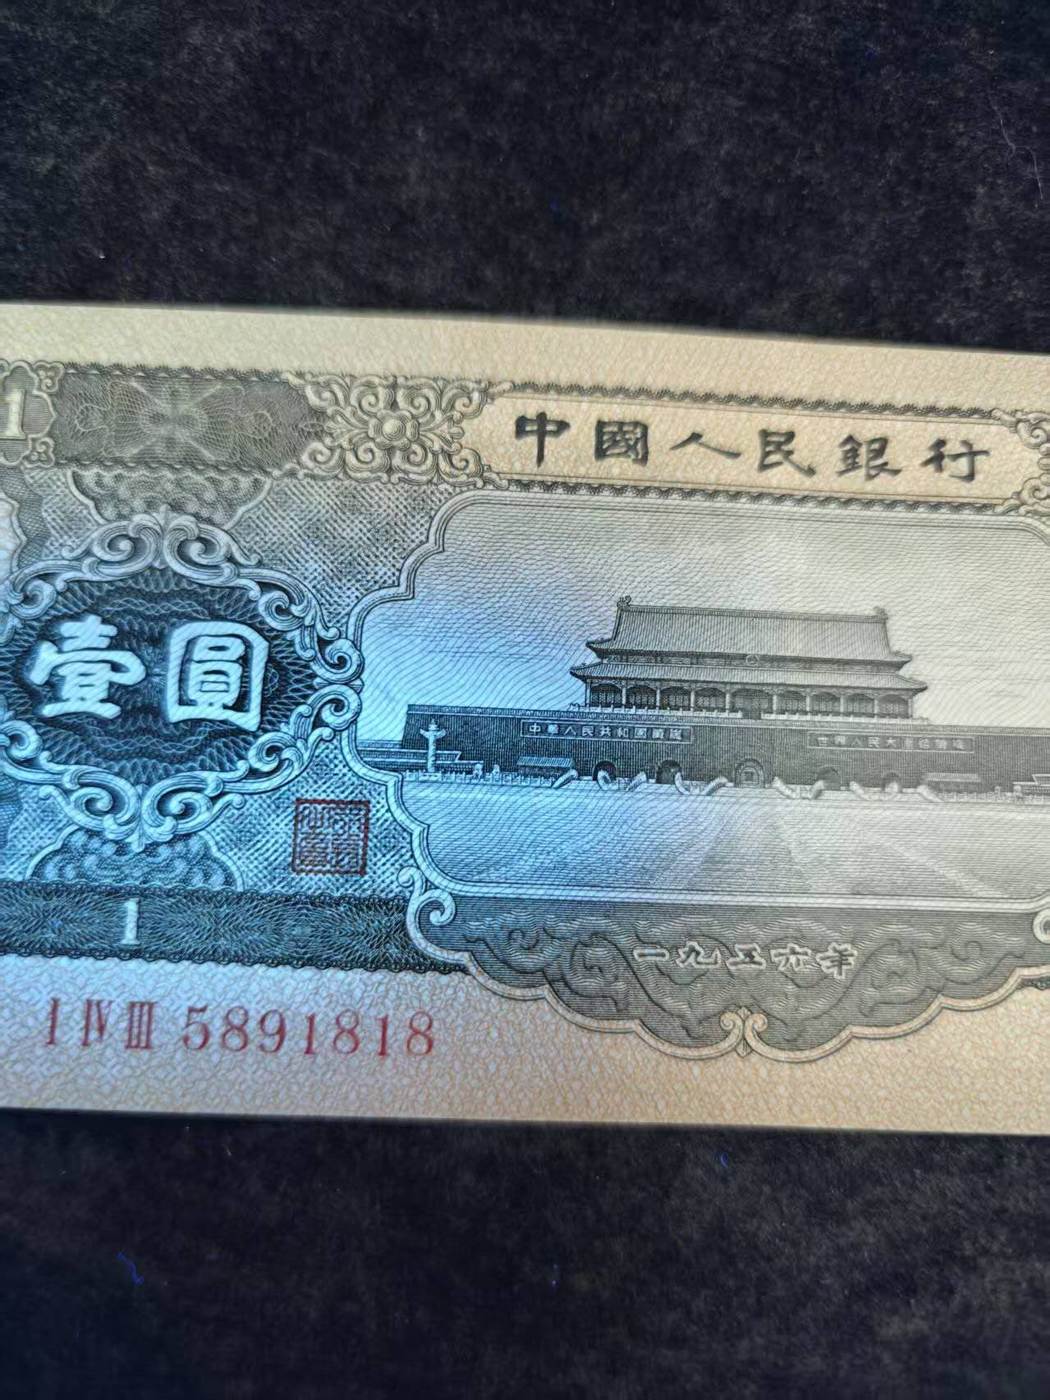 1
中國人民銀行
壹圓
中華人民共和國萬歲
世界人民大團結萬歲
1
一九五六年
I IV III 5891818